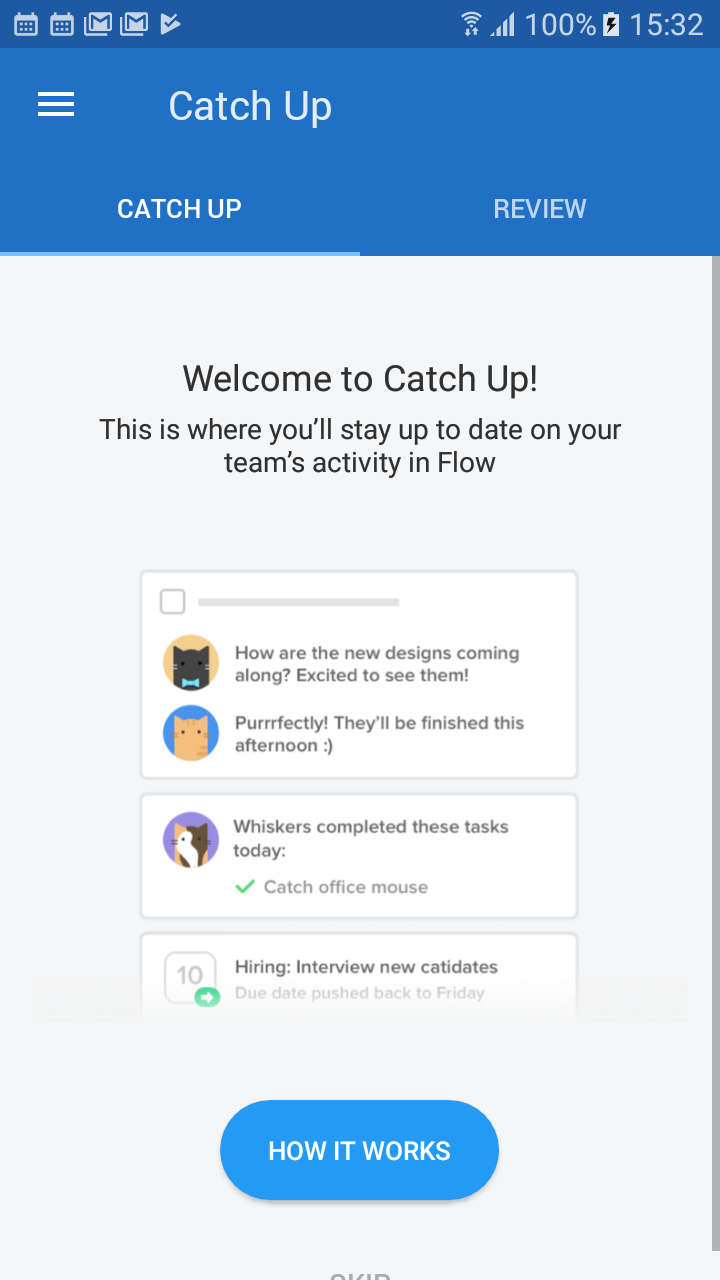 100% 15:32
Catch Up
CATCH UP
REVIEW
Welcome to Catch Up!
This is where you’ll stay up to date on your
team’s activity in Flow
How are the new designs coming
along? Excited to see them!
Purrrfectly! They’ll be finished this
afternoon :)
Whiskers completed these tasks
today:
Catch office mouse
10
Hiring: Interview new catidates
Due date pushed back to Friday
HOW IT WORKS
SKIP